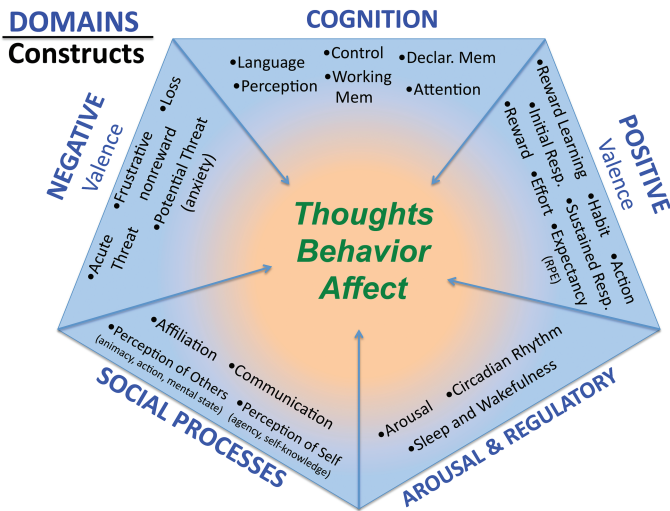 DOMAINS
Constructs
COGNITION
•Language
•Perception
•Control
•Working
Mem
•Declar. Mem
•Attention
NEGATIVE
Valence
•Loss
•Frustrative
nonreward
•Potential Threat
(anxiety)
•Acute
Threat
POSITIVE
Valence
•Reward Learning
•Initial Resp.
•Reward
•Habit
•Sustained Resp.
•Effort
•Expectancy
(RPE)
•Action
Thoughts
Behavior
Affect
SOCIAL PROCESSES
•Affiliation
•Perception of Others
(animacy, action, mental state)
•Communication
•Perception of Self
(agency, self-knowledge)
AROUSAL & REGULATORY
•Arousal
•Circadian Rhythm
•Sleep and Wakefulness